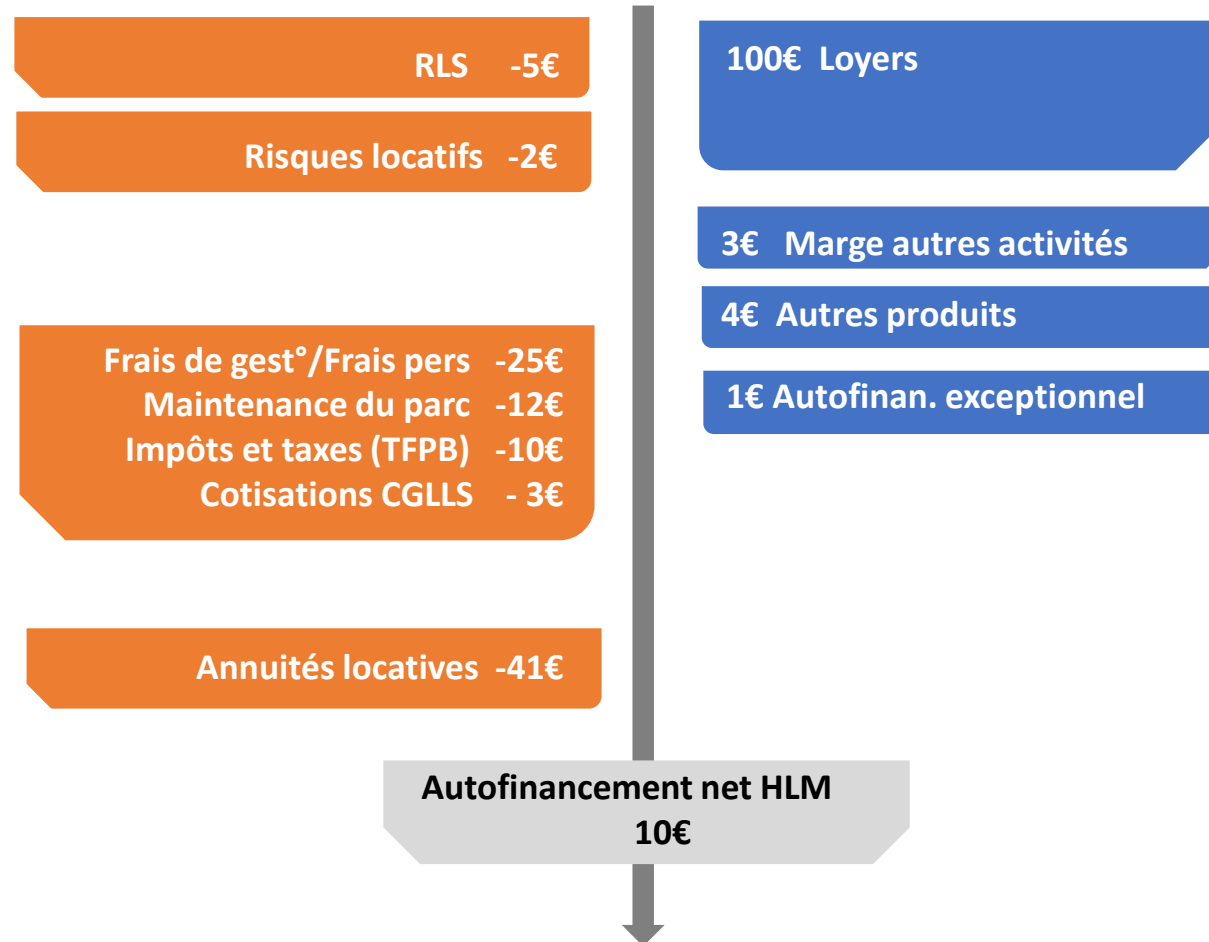 RLS -5€
Risques locatifs -2€
Frais de gest°/Frais pers -25€
Maintenance du parc -12€
Impôts et taxes (TFPB) -10€
Cotisations CGLLS - 3€
Annuités locatives -41€
100€ Loyers
3€ Marge autres activités
4€ Autres produits
1€ Autofinan. exceptionnel
Autofinancement net HLM
10€